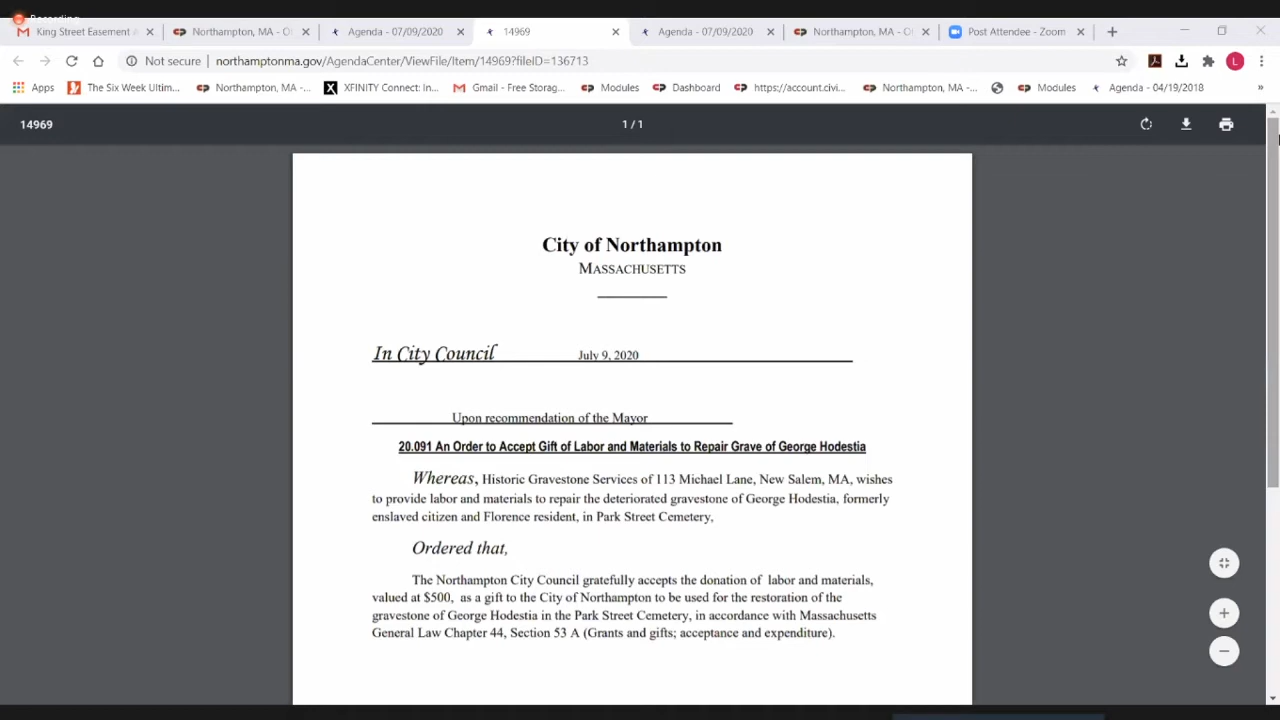 Recording
King Street Easement
Northampton, MA - O
Agenda - 07/09/2020
14969
Agenda - 07/09/2020
Northampton, MA - O
Post Attendee - Zoom
Not secure
northamptonma.gov/AgendaCenter/ViewFile/Item/14969?fileID=136713
L
Apps
The Six Week Ultim...
Northampton, MA -...
XFINITY Connect: In...
Gmail - Free Storag...
Modules
Dashboard
https://account.civi...
Northampton, MA -...
Modules
Agenda - 04/19/2018
»
14969
1 / 1
City of Northampton
MASSACHUSETTS
In City Council July 9, 2020
Upon recommendation of the Mayor
20.091 An Order to Accept Gift of Labor and Materials to Repair Grave of George Hodestia
Whereas, Historic Gravestone Services of 113 Michael Lane, New Salem, MA, wishes
to provide labor and materials to repair the deteriorated gravestone of George Hodestia, formerly
enslaved citizen and Florence resident, in Park Street Cemetery,
Ordered that,
The Northampton City Council gratefully accepts the donation of labor and materials,
valued at $500, as a gift to the City of Northampton to be used for the restoration of the
gravestone of George Hodestia in the Park Street Cemetery, in accordance with Massachusetts
General Law Chapter 44, Section 53 A (Grants and gifts; acceptance and expenditure).